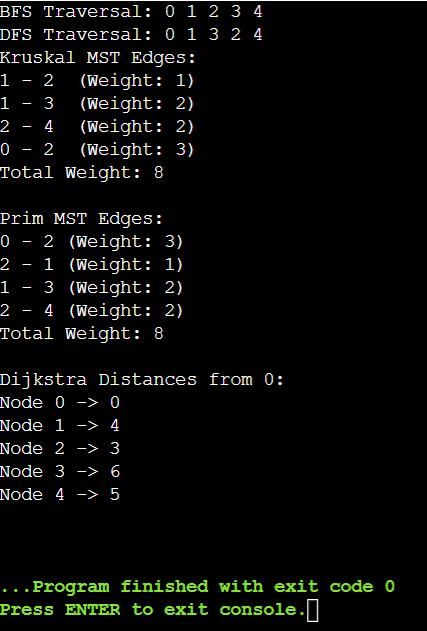 BFS Traversal: 0 1 2 3 4
DFS Traversal: 0 1 3 2 4
Kruskal MST Edges:
1 - 2  (Weight: 1)
1 - 3  (Weight: 2)
2 - 4  (Weight: 2)
0 - 2  (Weight: 3)
Total Weight: 8

Prim MST Edges:
0 - 2 (Weight: 3)
2 - 1 (Weight: 1)
1 - 3 (Weight: 2)
2 - 4 (Weight: 2)
Total Weight: 8

Dijkstra Distances from 0:
Node 0 -> 0
Node 1 -> 4
Node 2 -> 3
Node 3 -> 6
Node 4 -> 5

...Program finished with exit code 0
Press ENTER to exit console.